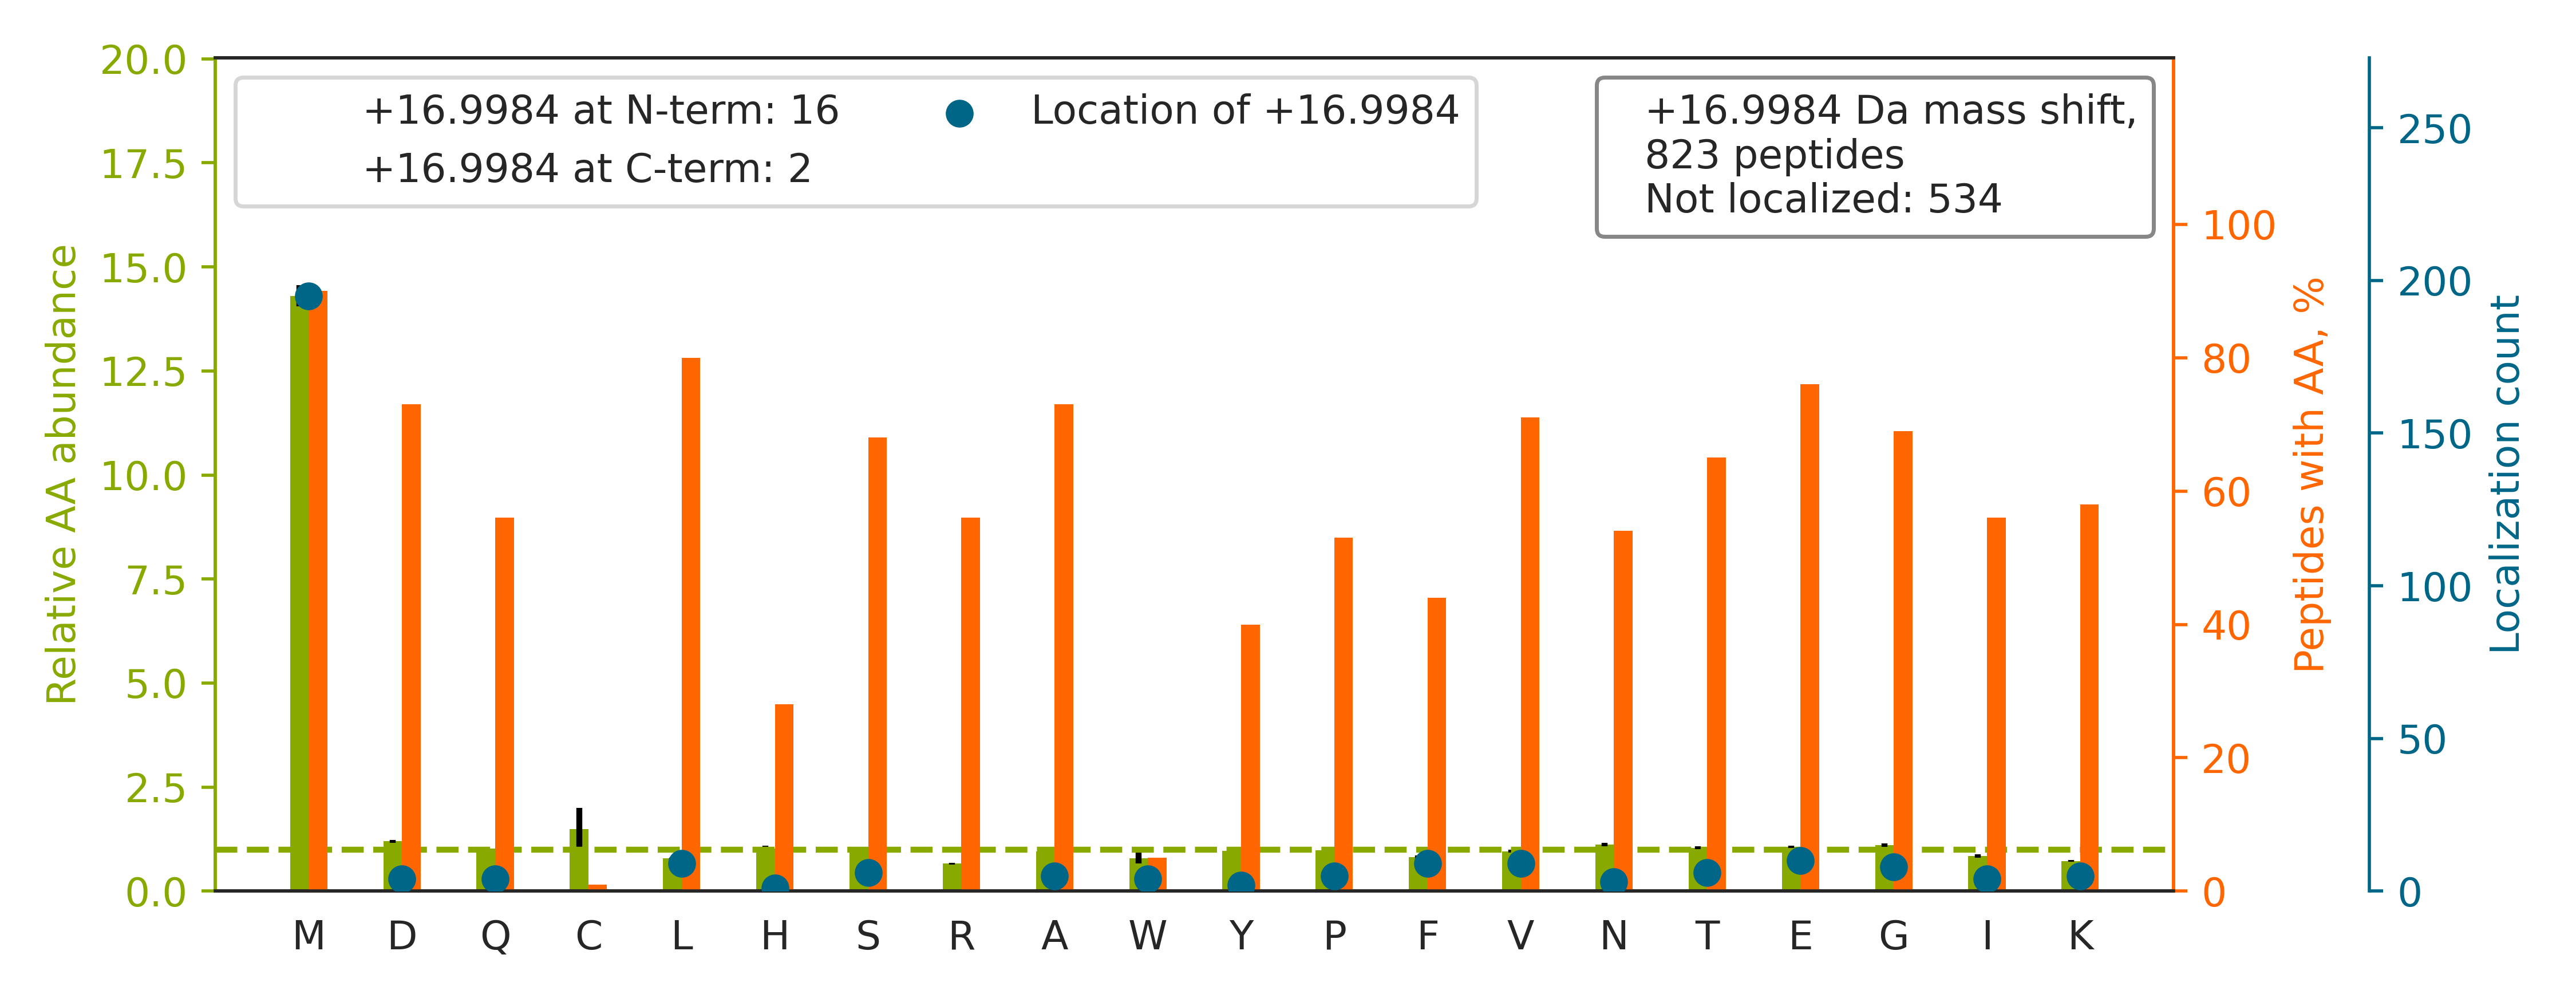 +16.9984 at N-term: 16
+16.9984 at C-term: 2
Location of +16.9984
+16.9984 Da mass shift,
823 peptides
Not localized: 534
Relative AA abundance
20.0
17.5
15.0
12.5
10.0
7.5
5.0
2.5
0.0
M D Q C L H S R A W Y P F V N T E G I K
100
80
60
40
20
0
Peptides with AA, %
250
200
150
100
50
0
Localization count